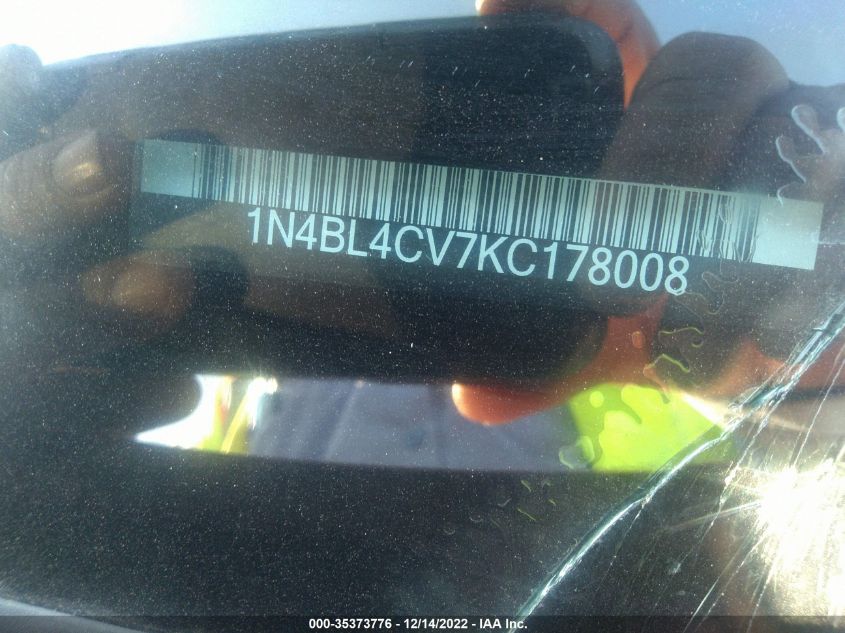 1N4BL4CV7KC178008
000-35373776 - 12/14/2022 - IAA Inc.